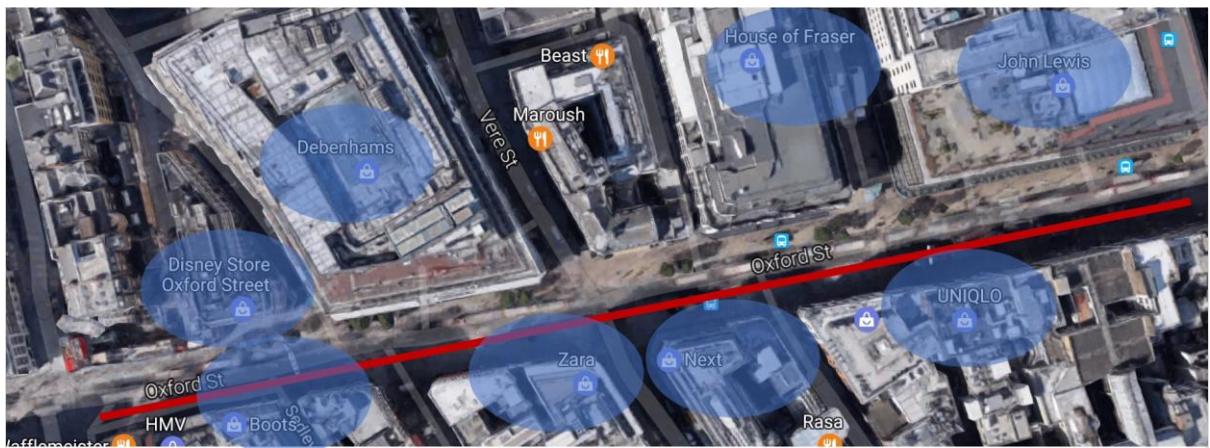 House of Fraser
John Lewis
Beast
Maroush
Vere St
Debenhams
Oxford St
Disney Store
Oxford Street
UNIQLO
Zara
Next
Oxford St
HMV
Boots
Rasa